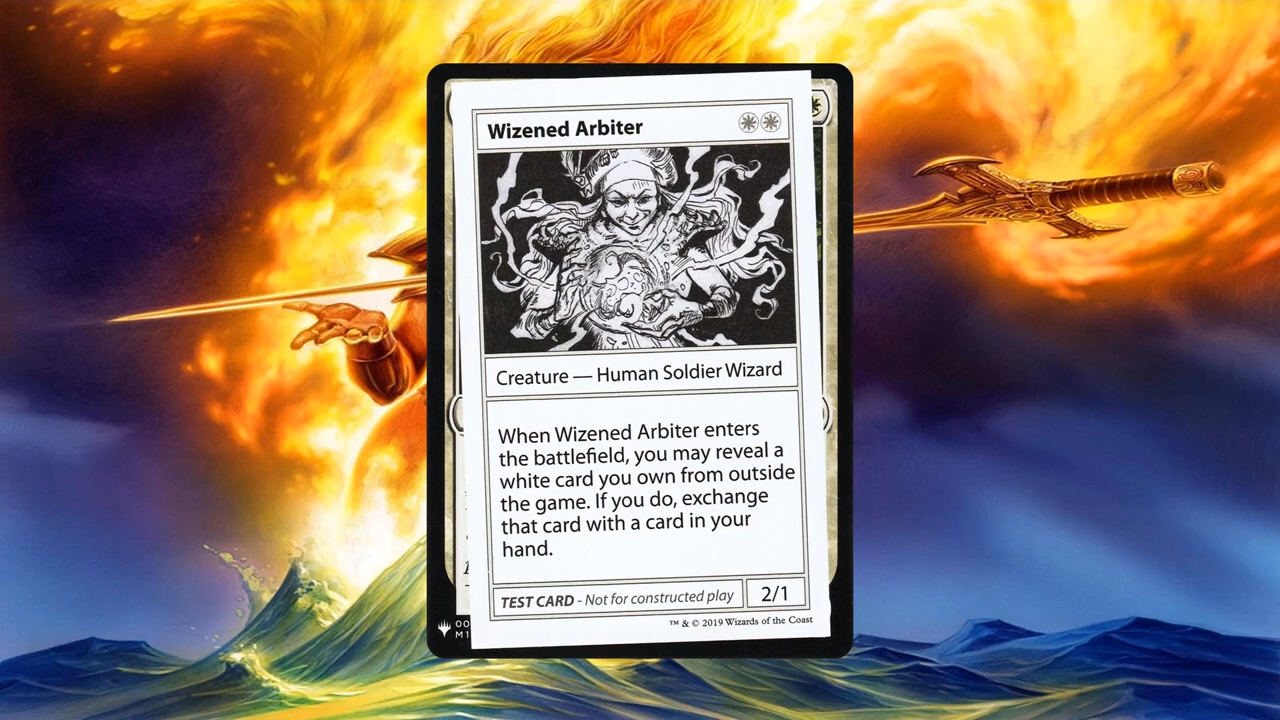 Wizened Arbiter
Creature — Human Soldier Wizard
When Wizened Arbiter enters
the battlefield, you may reveal a
white card you own from outside
the game. If you do, exchange
that card with a card in your
hand.
TEST CARD - Not for constructed play
2/1
™ & © 2019 Wizards of the Coast